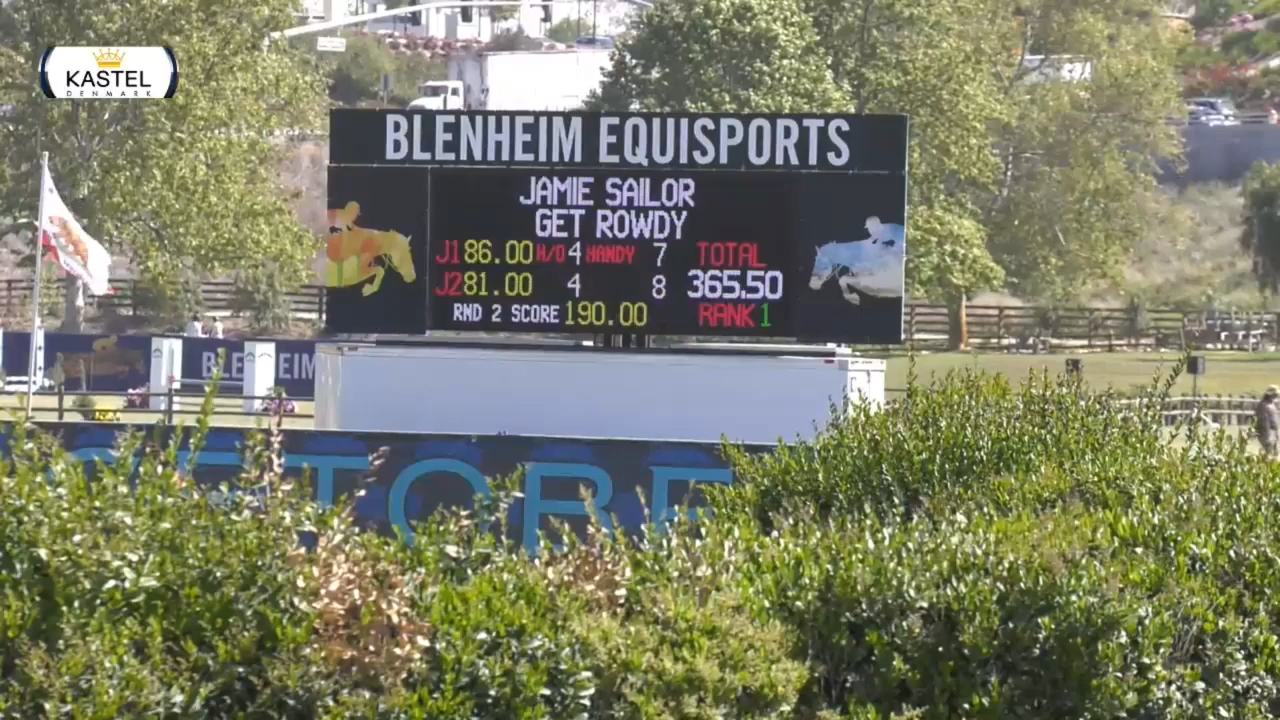 KASTEL
DENMARK
BLENHEIM EQUISPORTS
JAMIE SAILOR
GET ROWDY
J1 86.00 H/O 4 HANDY 7 TOTAL
J2 81.00 4 8 365.50
RND 2 SCORE 190.00 RANK 1
BLENHEIM